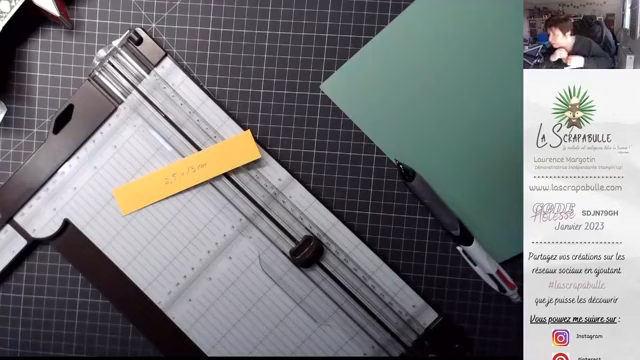 2,5 x 13 cm
LA SCRAPABULLE
Laurence Margotin
www.lascrapabulle.com
CODE
Hôtesse
SDJN79GH
Janvier 2023
Partagez vos créations sur les
réseaux sociaux en ajoutant
#lascrapabulle
que je puisse les découvrir
Vous pouvez me suivre sur :
Instagram
Pinterest